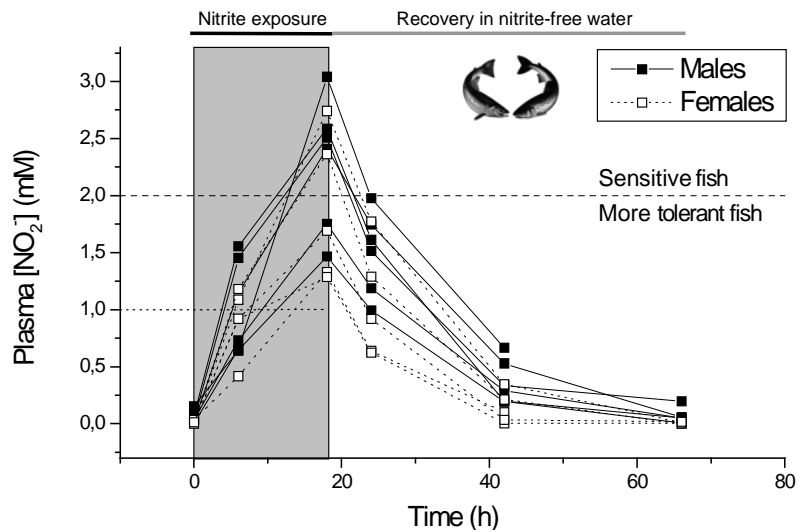 Nitrite exposure Recovery in nitrite-free water
Males
Females
Sensitive fish
More tolerant fish
Plasma [NO₂⁻] (mM)
3,0
2,5
2,0
1,5
1,0
0,5
0,0
0 20 40 60 80
Time (h)